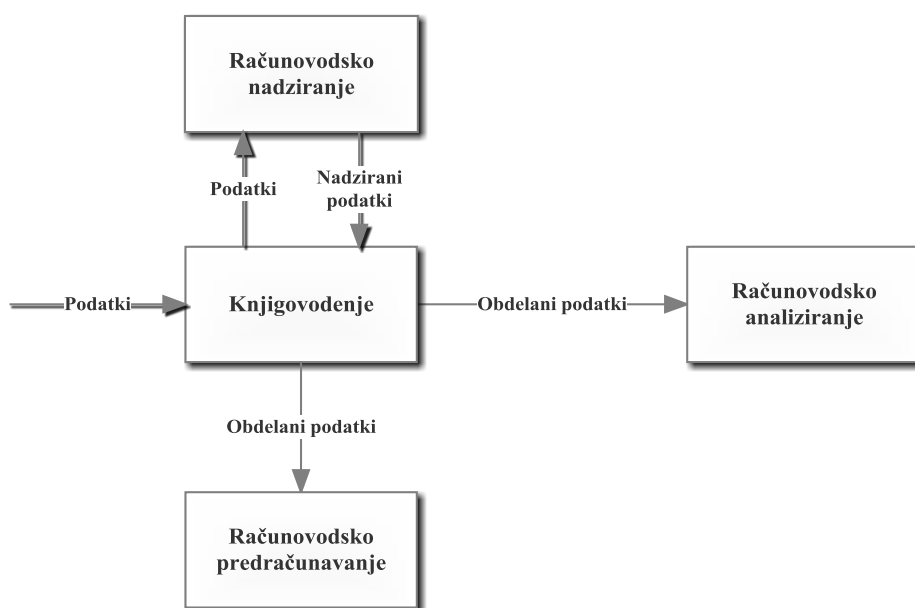 Računovodsko
nadziranje
Podatki
Nadzirani
podatki
Podatki
Knjigovodenje
Obdelani podatki
Računovodsko
analiziranje
Obdelani podatki
Računovodsko
predračunavanje